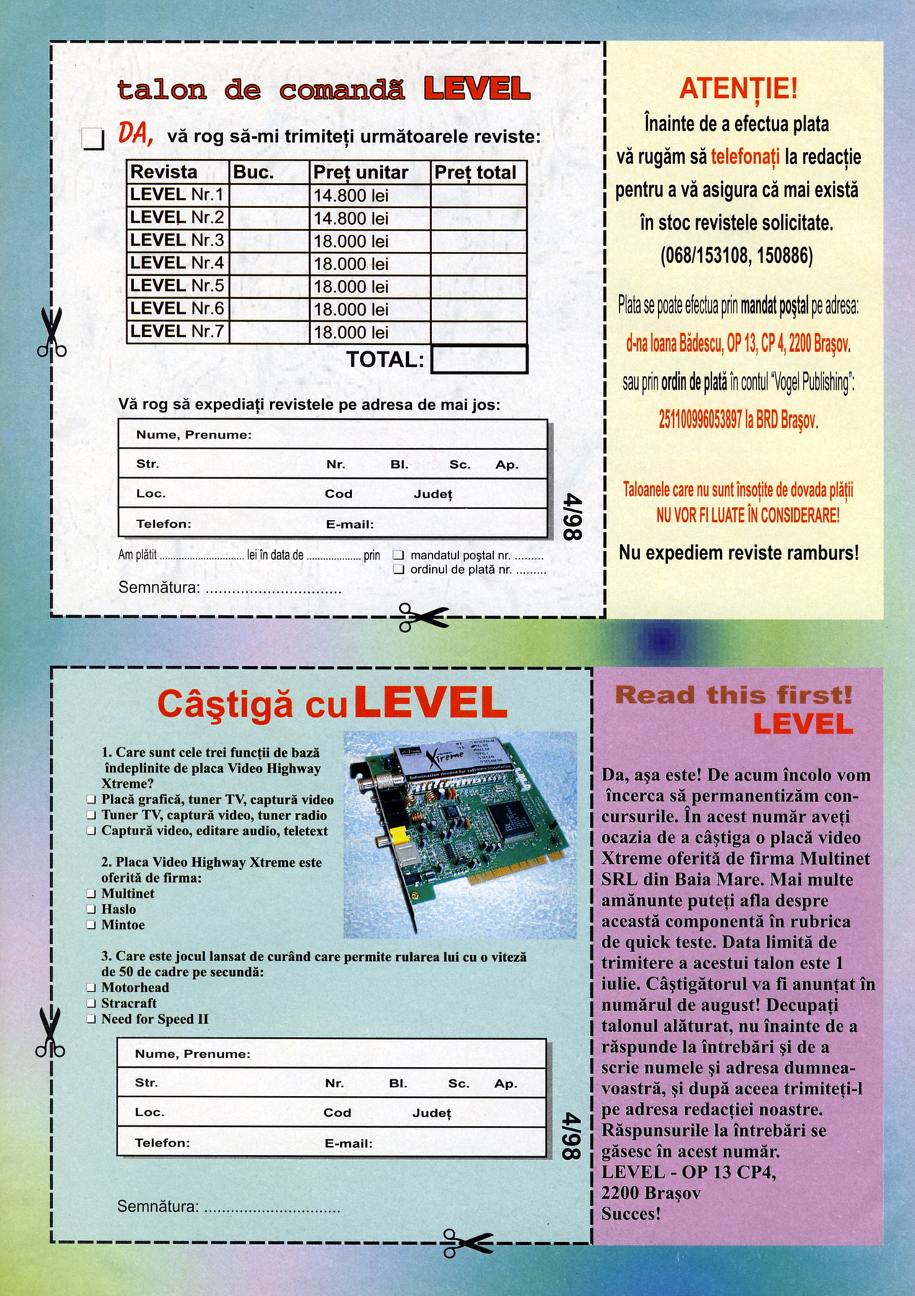 talon de comandă LEVEL
DA, vă rog să-mi trimiteți următoarele reviste:
Revista Buc. Preț unitar Preț total
LEVEL Nr.1 14.800 lei
LEVEL Nr.2 14.800 lei
LEVEL Nr.3 18.000 lei
LEVEL Nr.4 18.000 lei
LEVEL Nr.5 18.000 lei
LEVEL Nr.6 18.000 lei
LEVEL Nr.7 18.000 lei
TOTAL:
Vă rog să expediați revistele pe adresa de mai jos:
Nume, Prenume:
Str. Nr. Bl. Sc. Ap.
Loc. Cod Județ
Telefon: E-mail:
4/98
Am plătit ............................ lei în data de .................. prin
mandatul poștal nr. .........
ordinul de plată nr. .........
Semnătura: ...............................
ATENȚIE!
Înainte de a efectua plata
vă rugăm să telefonați la redacție
pentru a vă asigura că mai există
în stoc revistele solicitate.
(068/153108, 150886)
Plata se poate efectua prin mandat poștal pe adresa:
d-na Ioana Bădescu, OP 13, CP 4, 2200 Brașov.
sau prin ordin de plată în contul "Vogel Publishing":
251100996053897 la BRD Brașov.
Taloanele care nu sunt însoțite de dovada plății
NU VOR FI LUATE ÎN CONSIDERARE!
Nu expediem reviste ramburs!
Câștigă cu LEVEL
1. Care sunt cele trei funcții de bază
îndeplinite de placa Video Highway
Xtreme?
Placă grafică, tuner TV, captură video
Tuner TV, captură video, tuner radio
Captură video, editare audio, teletext
2. Placa Video Highway Xtreme este
oferită de firma:
Multinet
Haslo
Mintoe
Xtreme
Information needed for software installation
3. Care este jocul lansat de curând care permite rularea lui cu o viteză
de 50 de cadre pe secundă:
Motorhead
Stracraft
Need for Speed II
Nume, Prenume:
Str. Nr. Bl. Sc. Ap.
Loc. Cod Județ
Telefon: E-mail:
4/98
Semnătura: ...............................
Read this first!
LEVEL
Da, așa este! De acum încolo vom
încerca să permanentizăm con-
cursurile. În acest număr aveți
ocazia de a câștiga o placă video
Xtreme oferită de firma Multinet
SRL din Baia Mare. Mai multe
amănunte puteți afla despre
această componentă în rubrica
de quick teste. Data limită de
trimitere a acestui talon este 1
iulie. Câștigătorul va fi anunțat în
numărul de august! Decupați
talonul alăturat, nu înainte de a
răspunde la întrebări și de a
scrie numele și adresa dumnea-
voastră, și după aceea trimiteți-l
pe adresa redacției noastre.
Răspunsurile la întrebări se
găsesc în acest număr.
LEVEL - OP 13 CP4,
2200 Brașov
Succes!